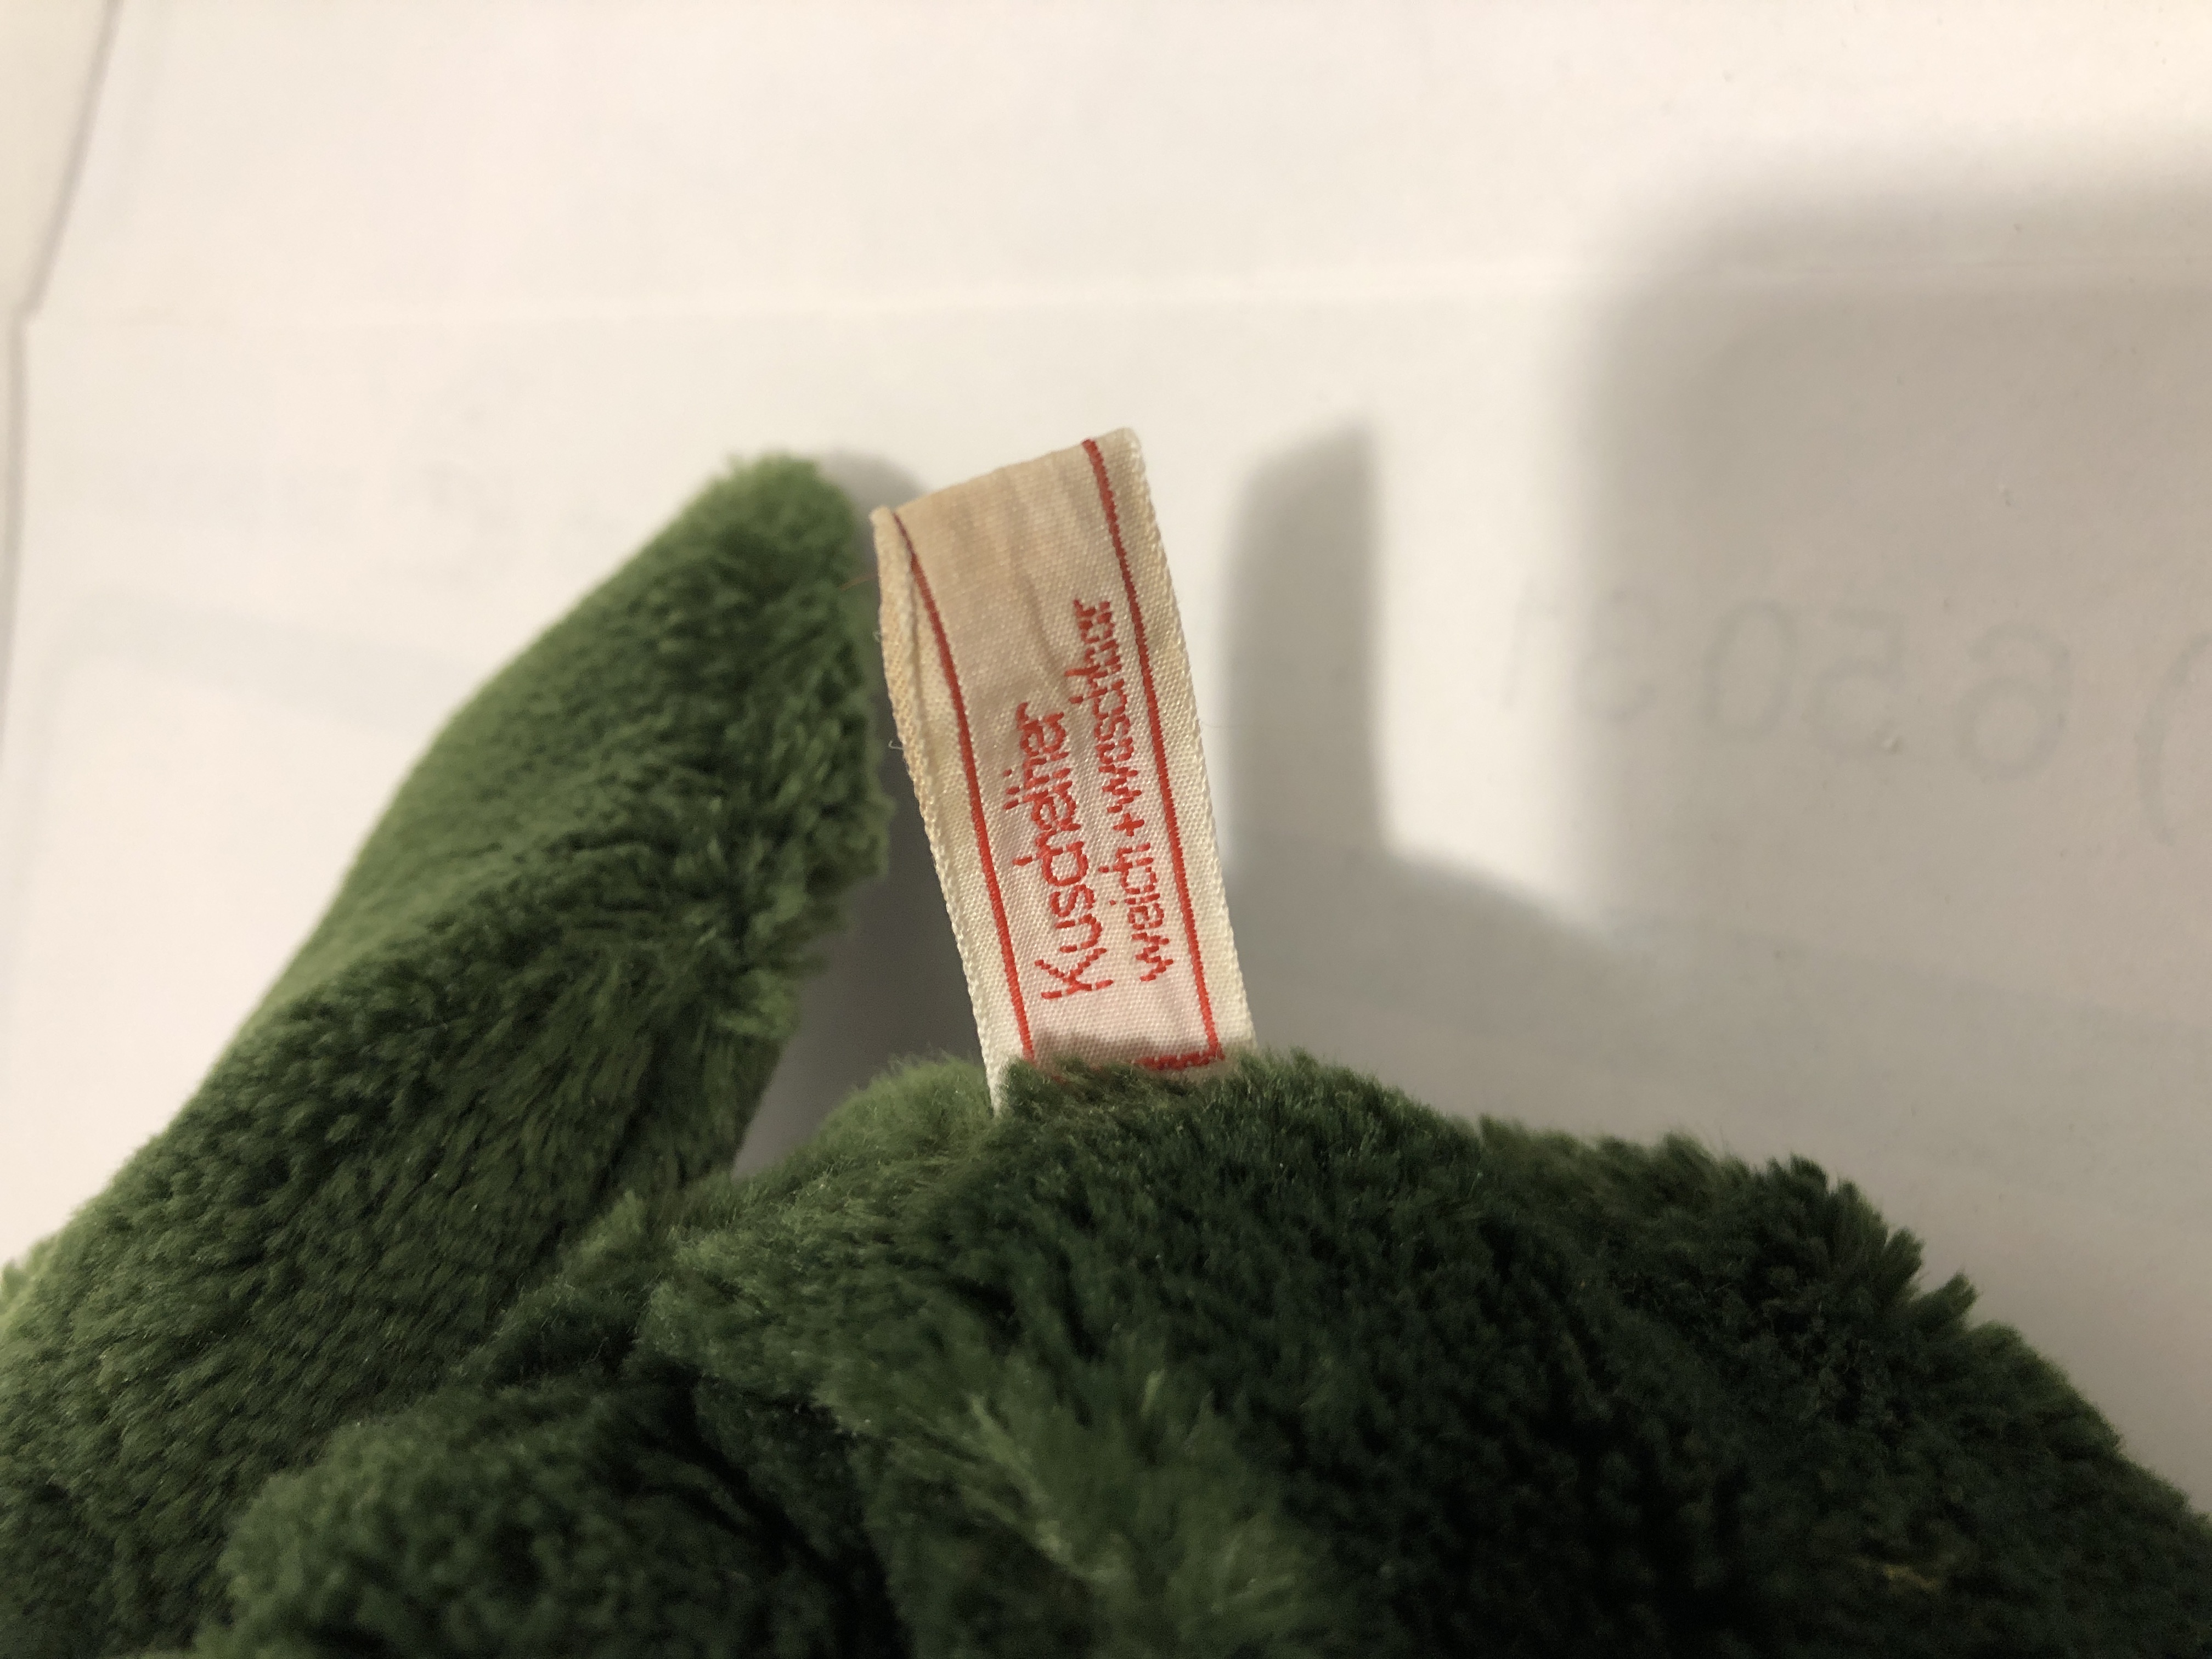 Kuscheltier
weich + waschbar